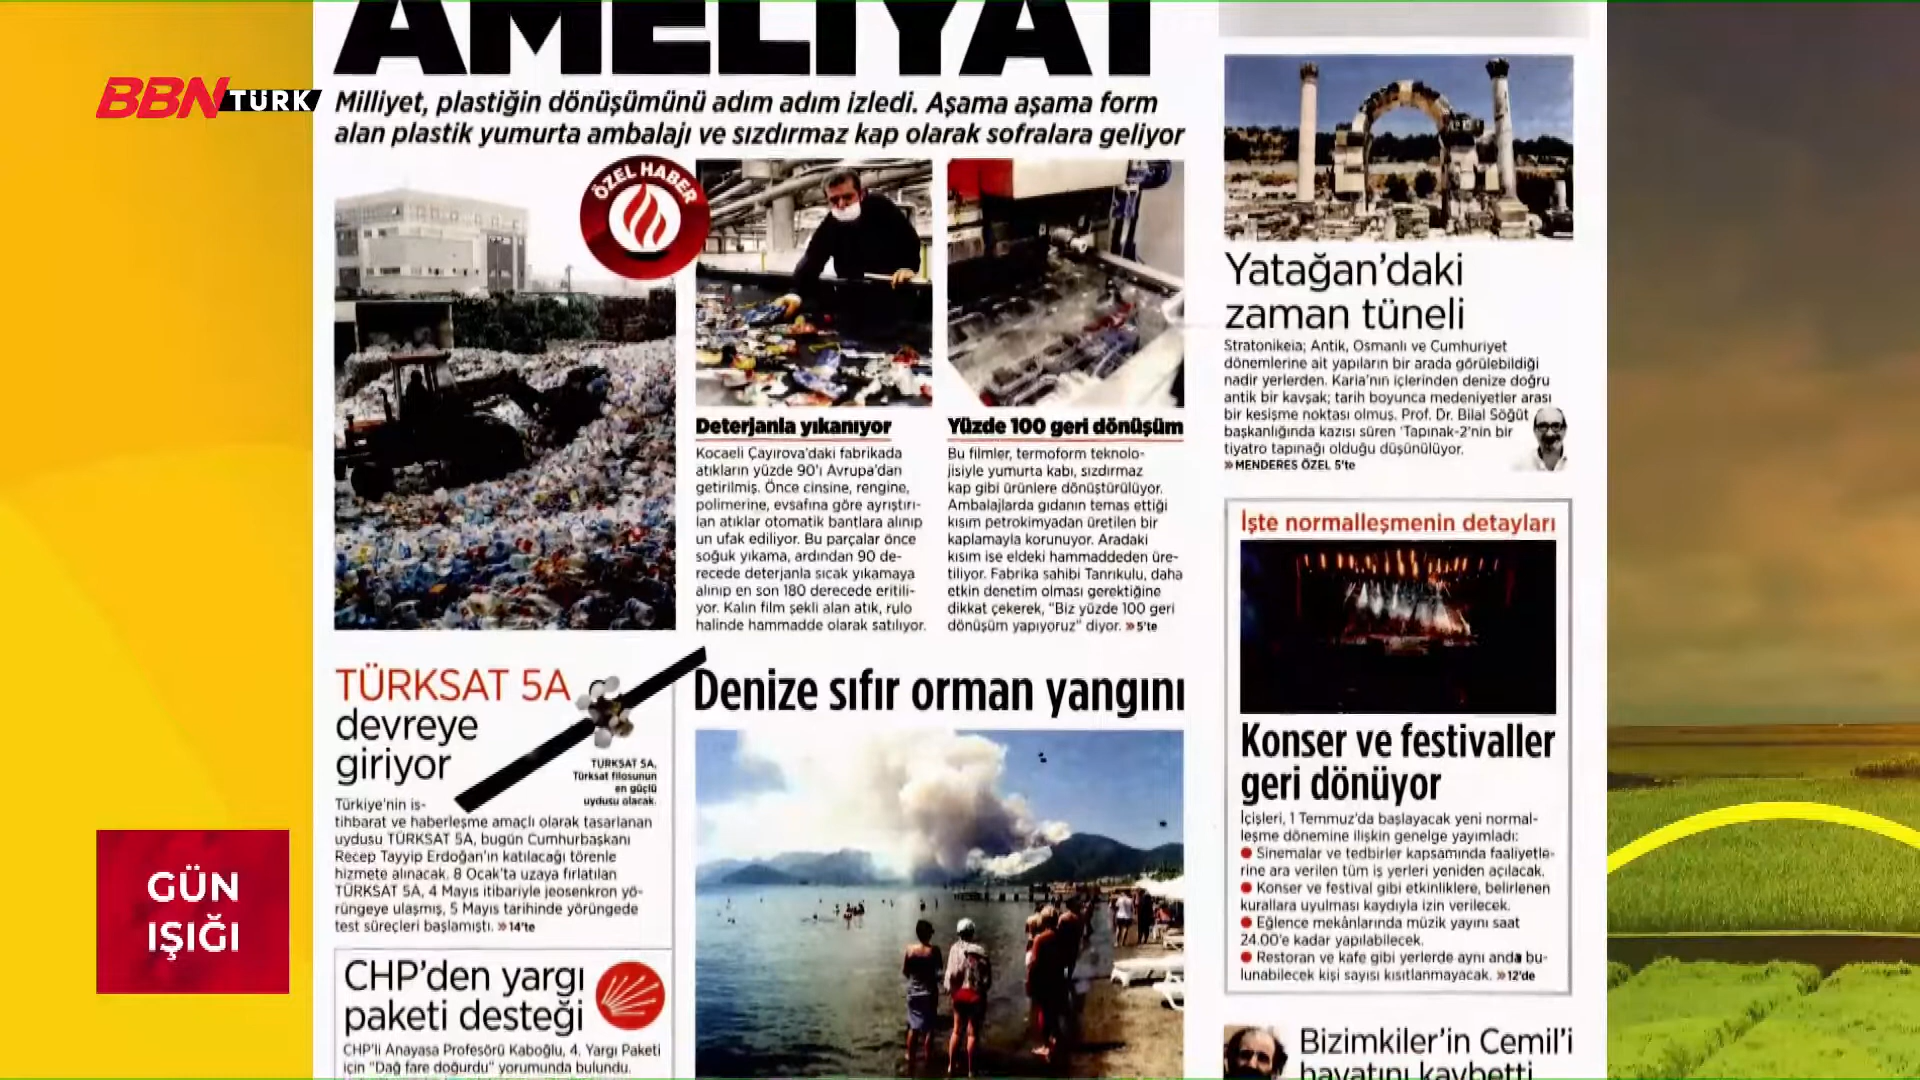 AMELİYAT
BBN TÜRK
Milliyet, plastiğin dönüşümünü adım adım izledi. Aşama aşama form
alan plastik yumurta ambalajı ve sızdırmaz kap olarak sofralara geliyor
ÖZEL HABER
Deterjanla yıkanıyor
Kocaeli Çayırova'daki fabrikada
atıkların yüzde 90'ı Avrupa'dan
getirilmiş. Önce cinsine, rengine,
polimerine, evsafına göre ayrıştırı-
lan atıklar otomatik bantlara alınıp
un ufak ediliyor. Bu parçalar önce
soğuk yıkama, ardından 90 de-
recede deterjanla sıcak yıkamaya
alınıp en son 180 derecede eritili-
yor. Kalın film şekli alan atık, rulo
halinde hammadde olarak satılıyor.
Yüzde 100 geri dönüşüm
Bu filmler, termoform teknolo-
jisiyle yumurta kabı, sızdırmaz
kap gibi ürünlere dönüştürülüyor.
Ambalajlarda gıdanın temas ettiği
kısım petrokimyadan üretilen bir
kaplamayla korunuyor. Aradaki
kısım ise eldeki hammaddeden üre-
tiliyor. Fabrika sahibi Tanrıkulu, daha
etkin denetim olması gerektiğine
dikkat çekerek, "Biz yüzde 100 geri
dönüşüm yapıyoruz" diyor. »5'te
Yatağan'daki
zaman tüneli
Stratonikeia; Antik, Osmanlı ve Cumhuriyet
dönemlerine ait yapıların bir arada görülebildiği
nadir yerlerden. Karia'nın içlerinden denize doğru
antik bir kavşak; tarih boyunca medeniyetler arası
bir kesişme noktası olmuş. Prof. Dr. Bilal Söğüt
başkanlığında kazısı süren 'Tapınak-2'nin bir
tiyatro tapınağı olduğu düşünülüyor.
»MENDERES ÖZEL 5'te
İşte normalleşmenin detayları
Konser ve festivaller
geri dönüyor
İçişleri, 1 Temmuz'da başlayacak yeni normal-
leşme dönemine ilişkin genelge yayımladı:
● Sinemalar ve tedbirler kapsamında faaliyetle-
rine ara verilen tüm iş yerleri yeniden açılacak.
● Konser ve festival gibi etkinliklere, belirlenen
kurallara uyulması kaydıyla izin verilecek.
● Eğlence mekânlarında müzik yayını saat
24.00'e kadar yapılabilecek.
● Restoran ve kafe gibi yerlerde aynı anda bu-
lunabilecek kişi sayısı kısıtlanmayacak. »12'de
TÜRKSAT 5A
devreye
giriyor
TÜRKSAT 5A,
Türksat filosunun
en güçlü
uydusu olacak.
Türkiye'nin is-
tihbarat ve haberleşme amaçlı olarak tasarlanan
uydusu TÜRKSAT 5A, bugün Cumhurbaşkanı
Recep Tayyip Erdoğan'ın katılacağı törenle
hizmete alınacak. 8 Ocak'ta uzaya fırlatılan
TÜRKSAT 5A, 4 Mayıs itibariyle jeosenkron yö-
rüngeye ulaşmış, 5 Mayıs tarihinde yörüngede
test süreçleri başlamıştı. »14'te
Denize sıfır orman yangını
CHP'den yargı
paketi desteği
CHP'li Anayasa Profesörü Kaboğlu, 4. Yargı Paketi
için "Dağ fare doğurdu" yorumunda bulundu.
Bizimkiler'in Cemil'i
hayatını kaybetti
GÜN
IŞIĞI